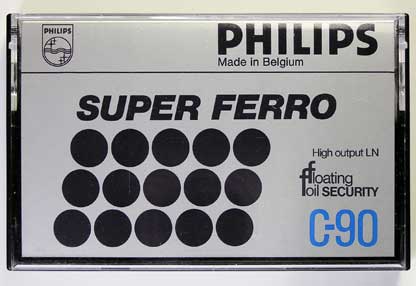 PHILIPS
PHILIPS
Made in Belgium
SUPER FERRO
High output LN
floating
foil SECURITY
C-90